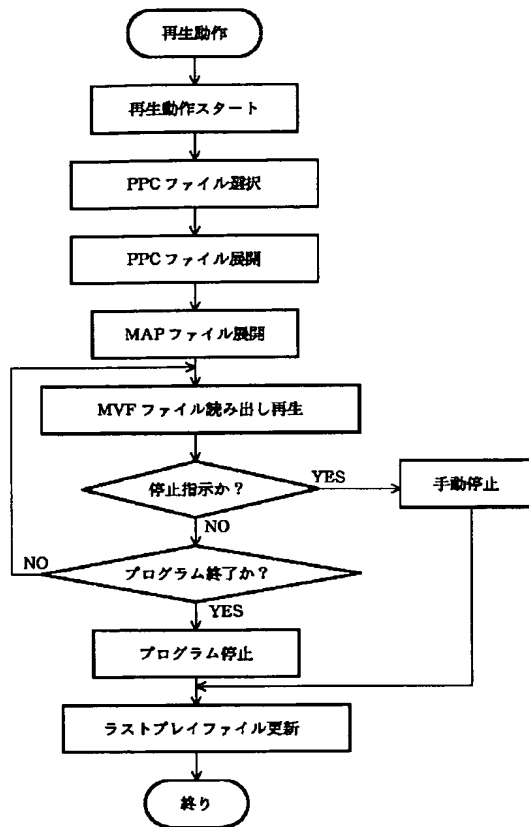 再生動作
再生動作スタート
PPCファイル選択
PPCファイル展開
MAPファイル展開
MVFファイル読み出し再生
停止指示か？
YES
手動停止
NO
NO
プログラム終了か？
YES
プログラム停止
ラストプレイファイル更新
終り